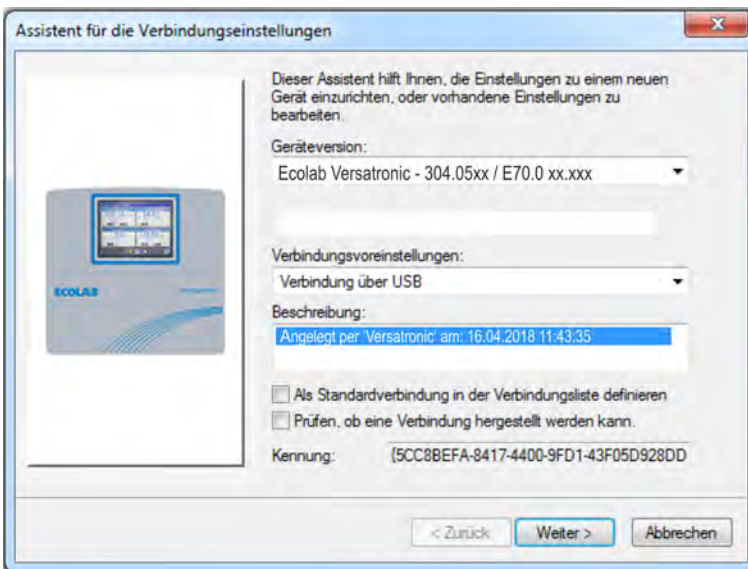 Assistent für die Verbindungseinstellungen
Dieser Assistent hilft Ihnen, die Einstellungen zu einem neuen
Gerät einzurichten, oder vorhandene Einstellungen zu
bearbeiten.
Geräteversion:
Ecolab Versatronic - 304.05xx / E70.0 xx.xxx
Verbindungsvoreinstellungen:
Verbindung über USB
Beschreibung:
Angelegt per 'Versatronic' am: 16.04.2018 11:43:35
Als Standardverbindung in der Verbindungsliste definieren
Prüfen, ob eine Verbindung hergestellt werden kann.
Kennung: {5CC8BEFA-8417-4400-9FD1-43F05D928DD
ECOLAB
< Zurück Weiter > Abbrechen